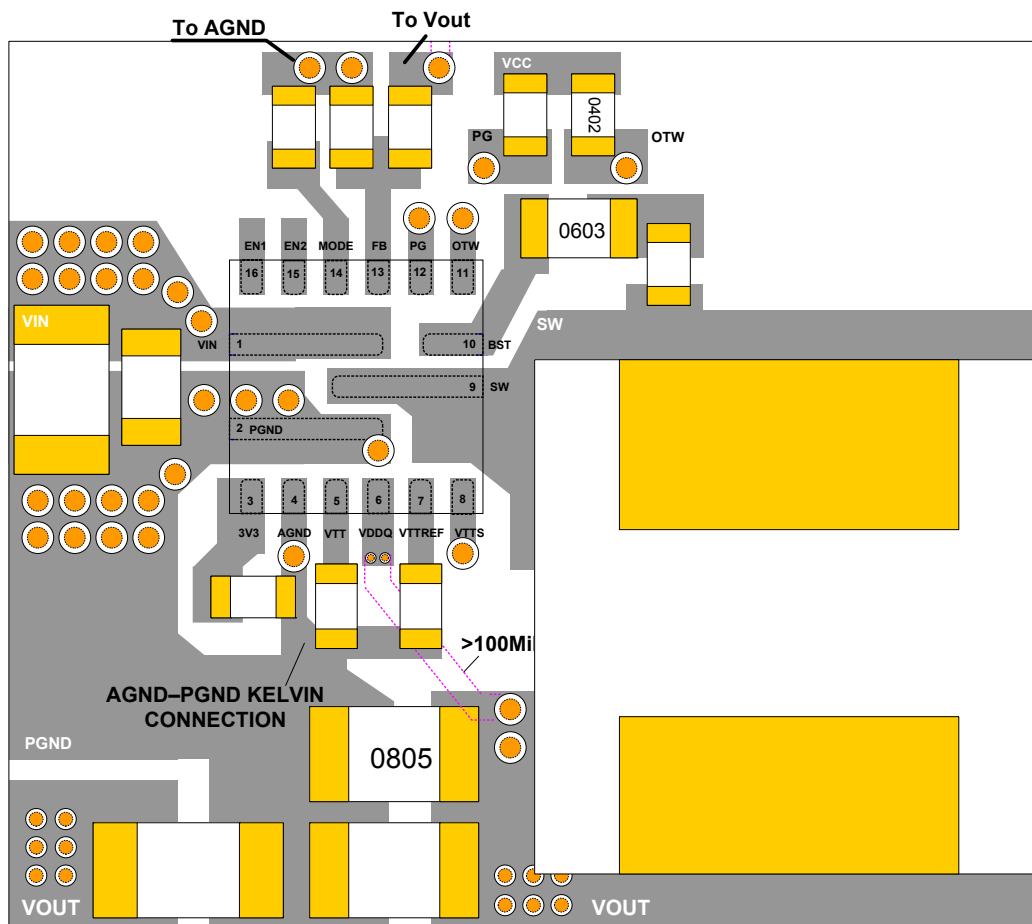 To AGND
To Vout
VCC
0402
PG
OTW
0603
EN1
EN2
MODE
FB
PG
OTW
16
15
14
13
12
11
VIN
VIN
1
10
BST
SW
9
SW
2
PGND
3
4
5
6
7
8
3V3
AGND
VTT
VDDQ
VTTREF
VTTS
>100Mil
AGND–PGND KELVIN
CONNECTION
PGND
0805
VOUT
VOUT